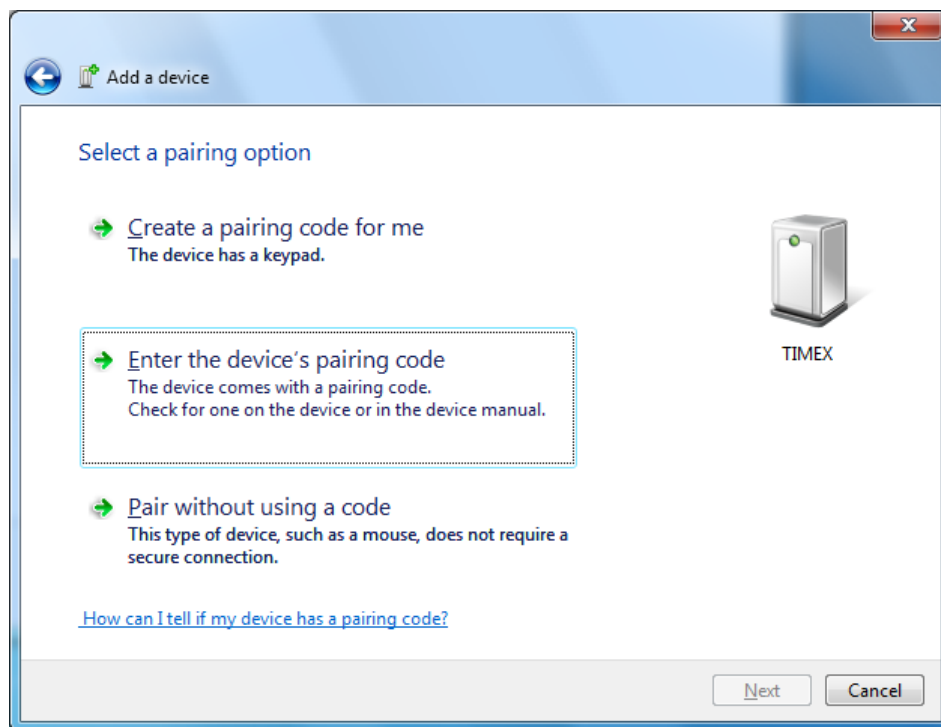 Add a device
Select a pairing option
Create a pairing code for me
The device has a keypad.
TIMEX
Enter the device's pairing code
The device comes with a pairing code.
Check for one on the device or in the device manual.
Pair without using a code
This type of device, such as a mouse, does not require a
secure connection.
How can I tell if my device has a pairing code?
Next
Cancel